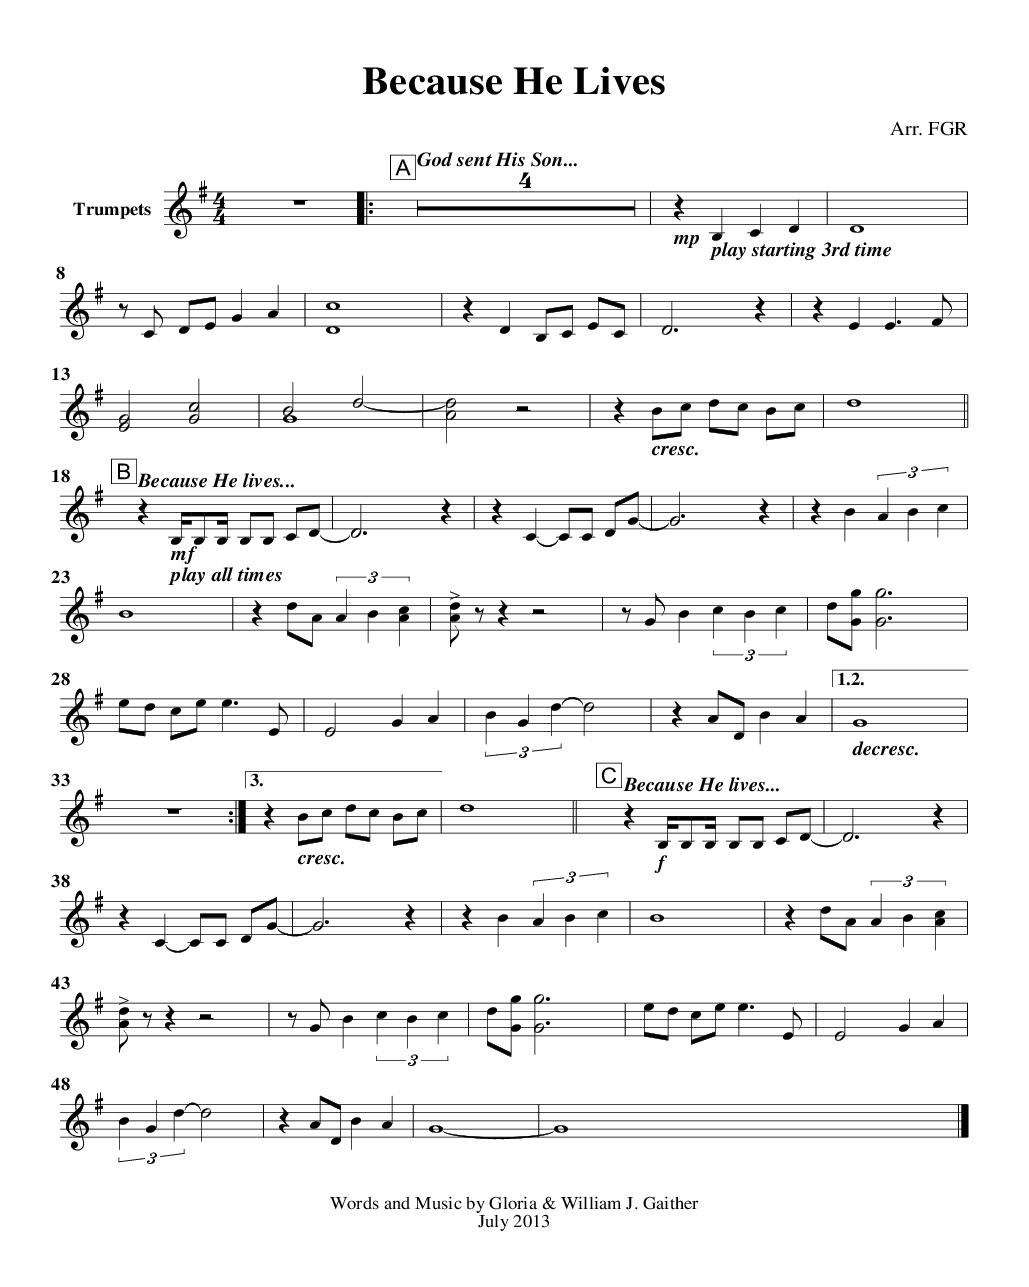 Because He Lives
Arr. FGR
A God sent His Son...
4
Trumpets
mp
play starting 3rd time
8
13
cresc.
18 B Because He lives...
3
mf
play all times
23
3
3
28
1.2.
3
decresc.
33
3.
C Because He lives...
cresc.
f
38
3
3
43
3
48
3
Words and Music by Gloria & William J. Gaither
July 2013